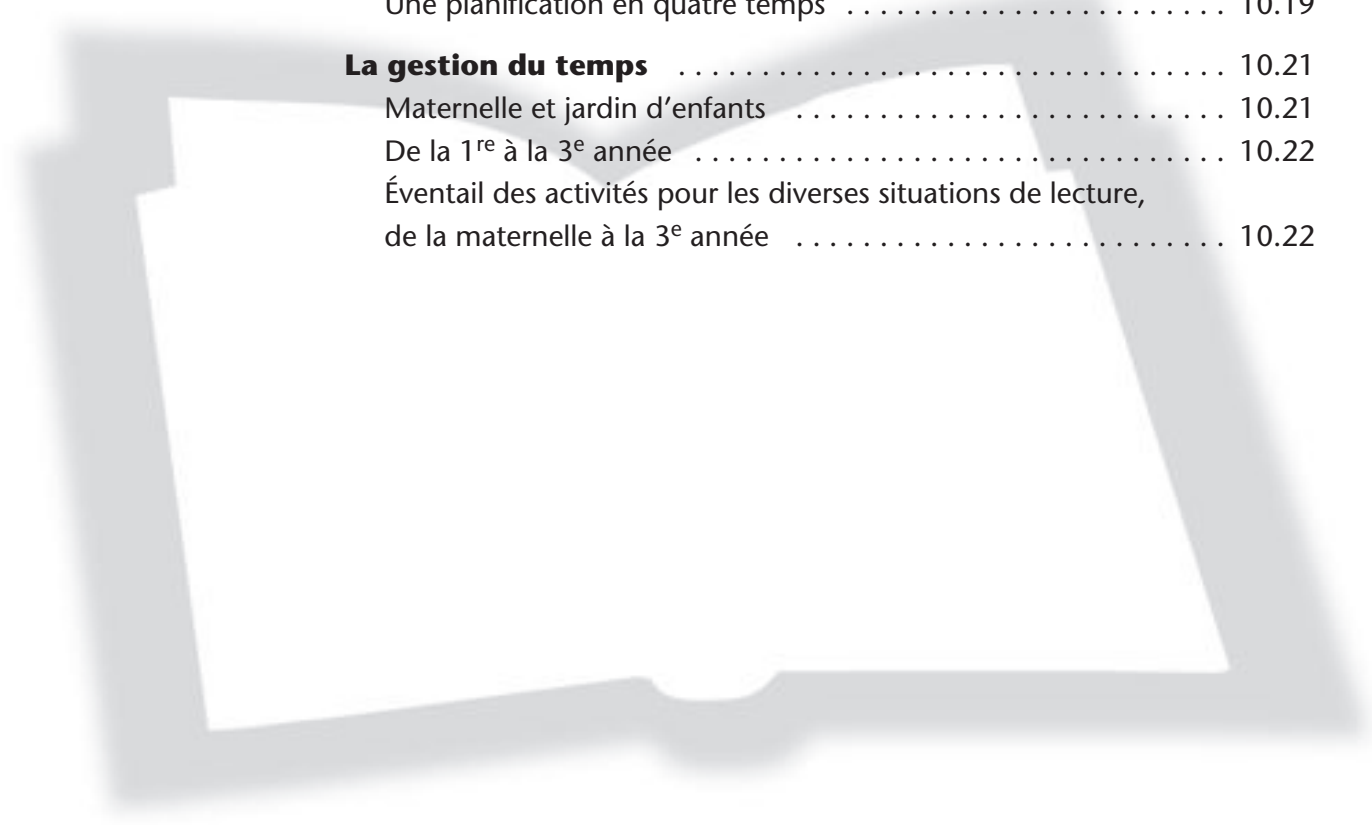 Une planification en quatre temps . . . . . . . . . . . . . . . . . . . . . . . 10.19
La gestion du temps . . . . . . . . . . . . . . . . . . . . . . . . . . . . . . . . . 10.21
Maternelle et jardin d’enfants . . . . . . . . . . . . . . . . . . . . . . . . . . 10.21
De la 1re à la 3e année . . . . . . . . . . . . . . . . . . . . . . . . . . . . . . . . 10.22
Éventail des activités pour les diverses situations de lecture,
de la maternelle à la 3e année . . . . . . . . . . . . . . . . . . . . . . . . . . 10.22